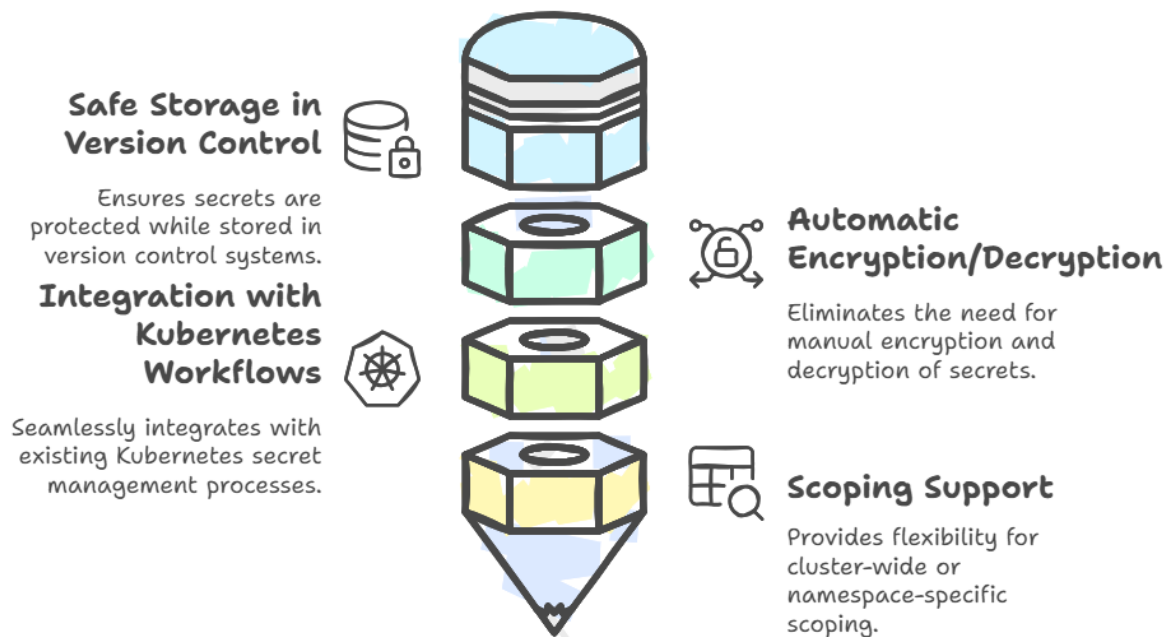 Safe Storage in
Version Control
Ensures secrets are
protected while stored in
version control systems.
Automatic
Encryption/Decryption
Eliminates the need for
manual encryption and
decryption of secrets.
Integration with
Kubernetes
Workflows
Seamlessly integrates with
existing Kubernetes secret
management processes.
Scoping Support
Provides flexibility for
cluster-wide or
namespace-specific
scoping.